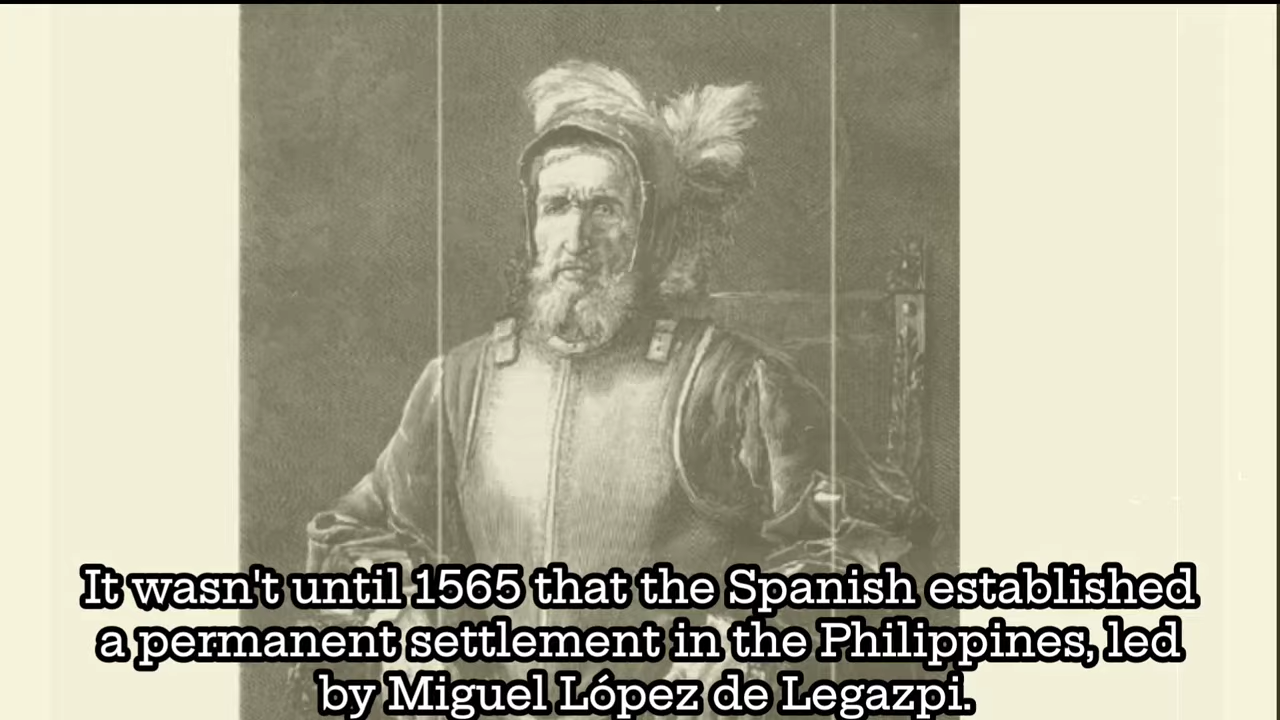 It wasn't until 1565 that the Spanish established
a permanent settlement in the Philippines, led
by Miguel López de Legazpi.